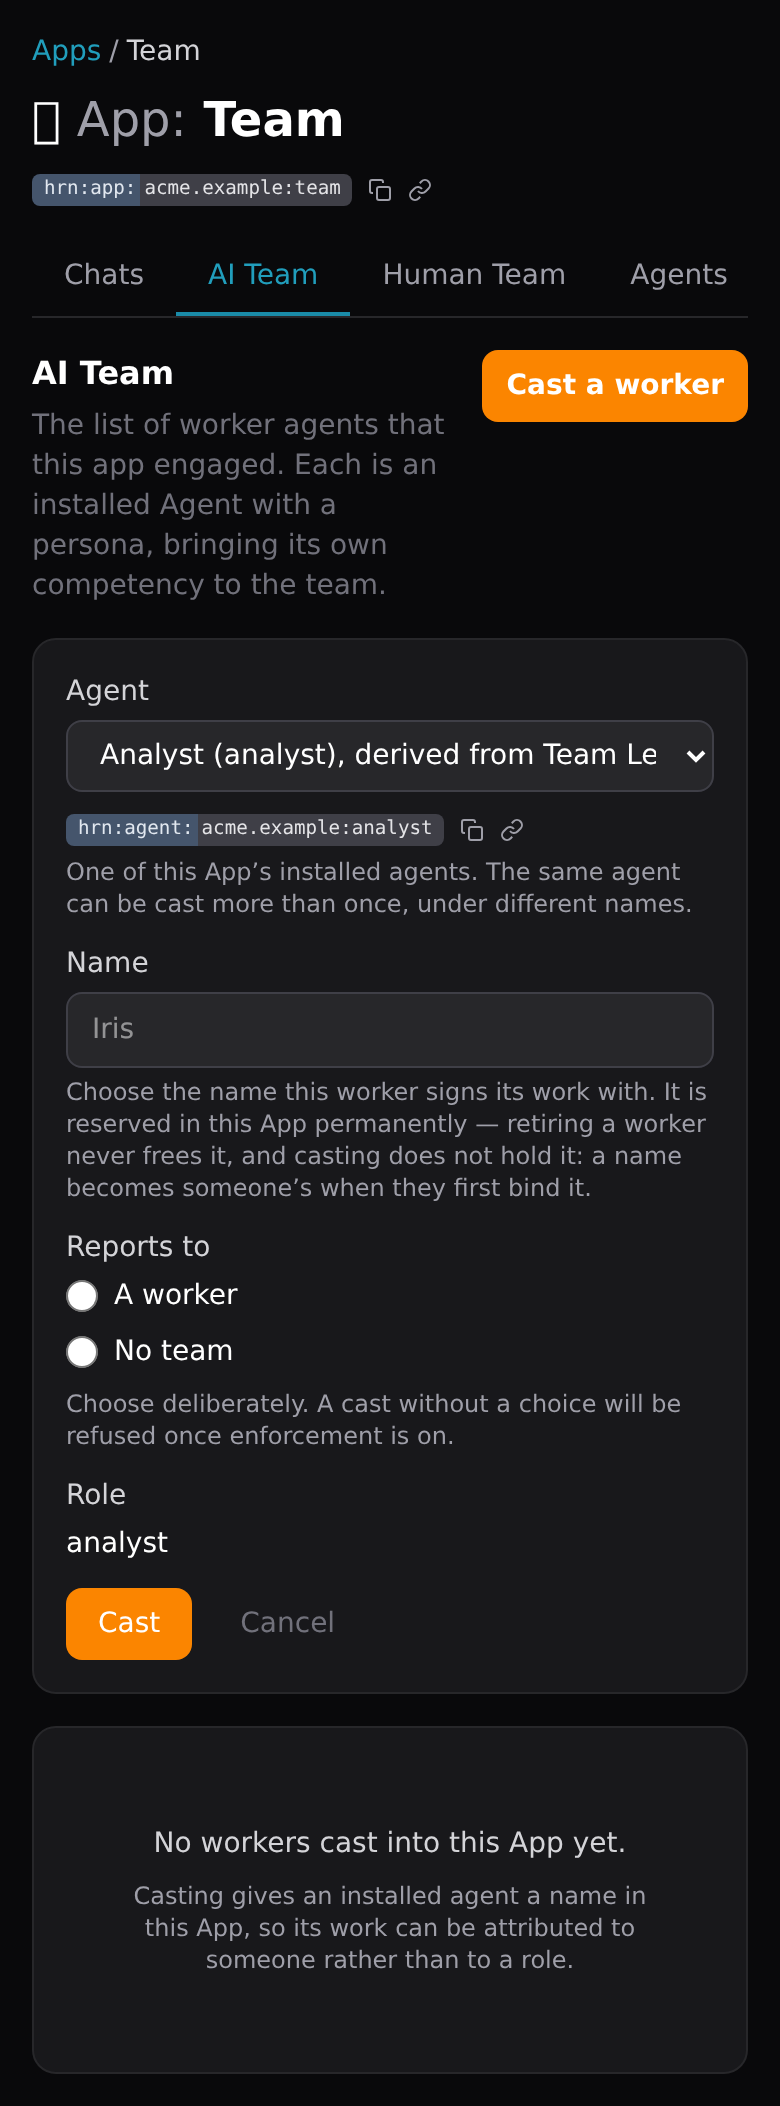 Apps / Team
App: Team
hrn:app: acme.example:team
Chats AI Team Human Team Agents
AI Team
Cast a worker
The list of worker agents that
this app engaged. Each is an
installed Agent with a
persona, bringing its own
competency to the team.
Agent
Analyst (analyst), derived from Team Le
hrn:agent: acme.example:analyst
One of this App’s installed agents. The same agent
can be cast more than once, under different names.
Name
Iris
Choose the name this worker signs its work with. It is
reserved in this App permanently — retiring a worker
never frees it, and casting does not hold it: a name
becomes someone’s when they first bind it.
Reports to
A worker
No team
Choose deliberately. A cast without a choice will be
refused once enforcement is on.
Role
analyst
Cast Cancel
No workers cast into this App yet.
Casting gives an installed agent a name in
this App, so its work can be attributed to
someone rather than to a role.